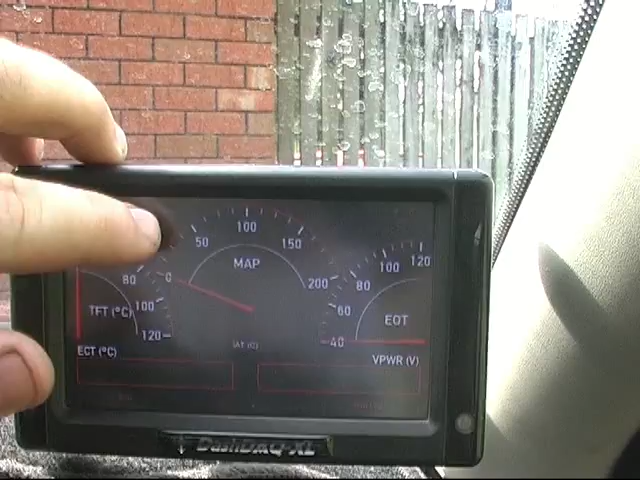 50 100 150
0 MAP 200
80 100 120
TFT (°C)
80 100 120
60 40
EOT
ECT (°C)
IAT (C)
VPWR (V)
DashDAQ-XL